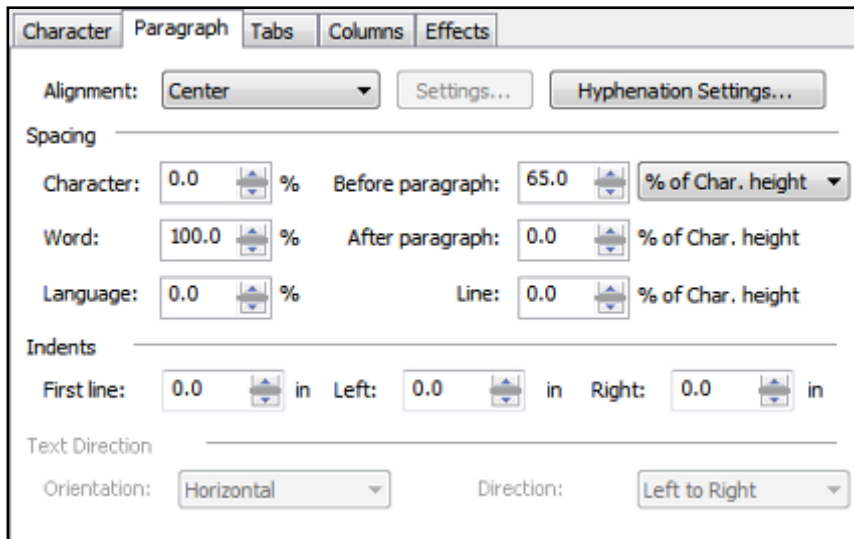 Character Paragraph Tabs Columns Effects
Alignment: Center Settings... Hyphenation Settings...
Spacing
Character: 0.0 % Before paragraph: 65.0 % of Char. height
Word: 100.0 % After paragraph: 0.0 % of Char. height
Language: 0.0 % Line: 0.0 % of Char. height
Indents
First line: 0.0 in Left: 0.0 in Right: 0.0 in
Text Direction
Orientation: Horizontal Direction: Left to Right